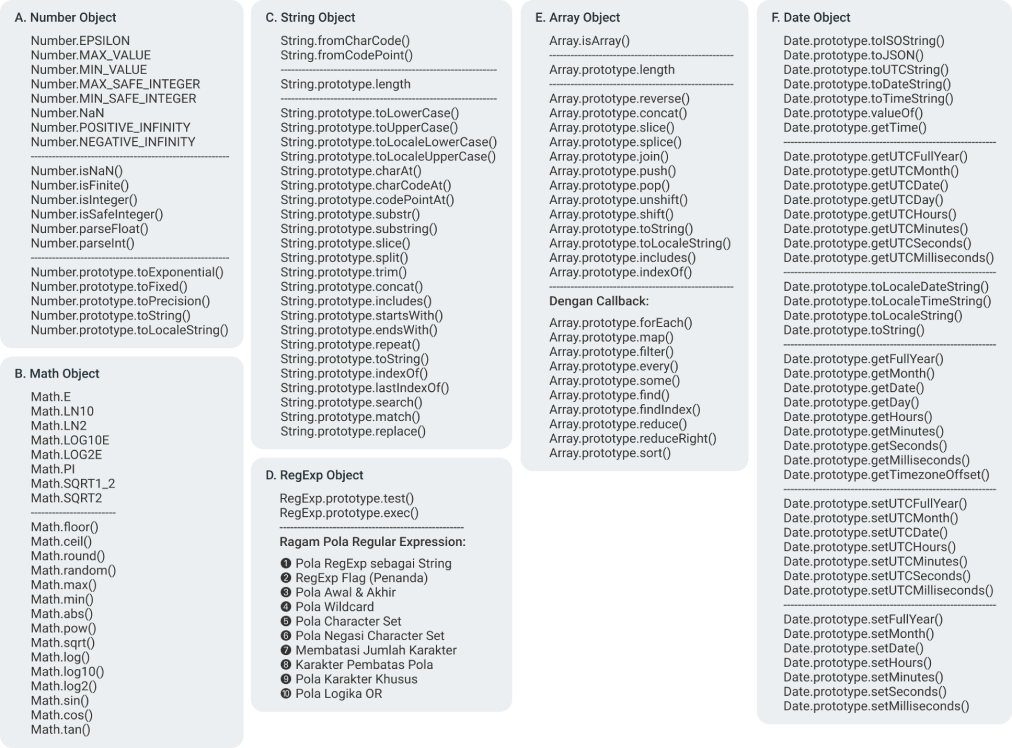 A. Number Object
Number.EPSILON
Number.MAX_VALUE
Number.MIN_VALUE
Number.MAX_SAFE_INTEGER
Number.MIN_SAFE_INTEGER
Number.NaN
Number.POSITIVE_INFINITY
Number.NEGATIVE_INFINITY
Number.isNaN()
Number.isFinite()
Number.isInteger()
Number.isSafeInteger()
Number.parseFloat()
Number.parseInt()
Number.prototype.toExponential()
Number.prototype.toFixed()
Number.prototype.toPrecision()
Number.prototype.toString()
Number.prototype.toLocaleString()
B. Math Object
Math.E
Math.LN10
Math.LN2
Math.LOG10E
Math.LOG2E
Math.PI
Math.SQRT1_2
Math.SQRT2
Math.floor()
Math.ceil()
Math.round()
Math.random()
Math.max()
Math.min()
Math.abs()
Math.pow()
Math.sqrt()
Math.log()
Math.log10()
Math.log2()
Math.sin()
Math.cos()
Math.tan()
C. String Object
String.fromCharCode()
String.fromCodePoint()
String.prototype.length
String.prototype.toLowerCase()
String.prototype.toUpperCase()
String.prototype.toLocaleLowerCase()
String.prototype.toLocaleUpperCase()
String.prototype.charAt()
String.prototype.charCodeAt()
String.prototype.codePointAt()
String.prototype.substr()
String.prototype.substring()
String.prototype.slice()
String.prototype.split()
String.prototype.trim()
String.prototype.concat()
String.prototype.includes()
String.prototype.startsWith()
String.prototype.endsWith()
String.prototype.repeat()
String.prototype.toString()
String.prototype.indexOf()
String.prototype.lastIndexOf()
String.prototype.search()
String.prototype.match()
String.prototype.replace()
D. RegExp Object
RegExp.prototype.test()
RegExp.prototype.exec()
Ragam Pola Regular Expression:
❶ Pola RegExp sebagai String
❷ RegExp Flag (Penanda)
❸ Pola Awal & Akhir
❹ Pola Wildcard
❺ Pola Character Set
❻ Pola Negasi Character Set
❼ Membatasi Jumlah Karakter
❽ Karakter Pembatas Pola
❾ Pola Karakter Khusus
❿ Pola Logika OR
E. Array Object
Array.isArray()
Array.prototype.length
Array.prototype.reverse()
Array.prototype.concat()
Array.prototype.slice()
Array.prototype.splice()
Array.prototype.join()
Array.prototype.push()
Array.prototype.pop()
Array.prototype.unshift()
Array.prototype.shift()
Array.prototype.toString()
Array.prototype.toLocaleString()
Array.prototype.includes()
Array.prototype.indexOf()
Dengan Callback:
Array.prototype.forEach()
Array.prototype.map()
Array.prototype.filter()
Array.prototype.every()
Array.prototype.some()
Array.prototype.find()
Array.prototype.findIndex()
Array.prototype.reduce()
Array.prototype.reduceRight()
Array.prototype.sort()
F. Date Object
Date.prototype.toISOString()
Date.prototype.toJSON()
Date.prototype.toUTCString()
Date.prototype.toDateString()
Date.prototype.toTimeString()
Date.prototype.valueOf()
Date.prototype.getTime()
Date.prototype.getUTCFullYear()
Date.prototype.getUTCMonth()
Date.prototype.getUTCDate()
Date.prototype.getUTCDay()
Date.prototype.getUTCHours()
Date.prototype.getUTCMinutes()
Date.prototype.getUTCSeconds()
Date.prototype.getUTCMilliseconds()
Date.prototype.toLocaleDateString()
Date.prototype.toLocaleTimeString()
Date.prototype.toLocaleString()
Date.prototype.toString()
Date.prototype.getFullYear()
Date.prototype.getMonth()
Date.prototype.getDate()
Date.prototype.getDay()
Date.prototype.getHours()
Date.prototype.getMinutes()
Date.prototype.getSeconds()
Date.prototype.getMilliseconds()
Date.prototype.getTimezoneOffset()
Date.prototype.setUTCFullYear()
Date.prototype.setUTCMonth()
Date.prototype.setUTCDate()
Date.prototype.setUTCHours()
Date.prototype.setUTCMinutes()
Date.prototype.setUTCSeconds()
Date.prototype.setUTCMilliseconds()
Date.prototype.setFullYear()
Date.prototype.setMonth()
Date.prototype.setDate()
Date.prototype.setHours()
Date.prototype.setMinutes()
Date.prototype.setSeconds()
Date.prototype.setMilliseconds()